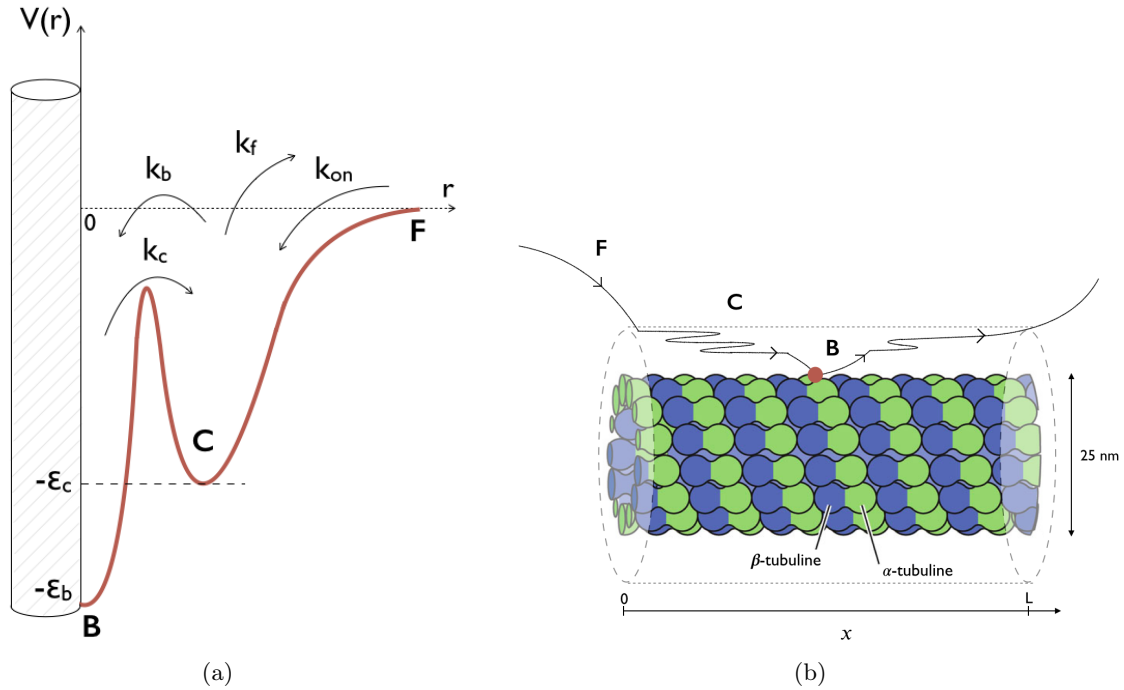 V(r)
k_b
k_f
k_on
r
0
F
k_c
C
-ε_c
-ε_b
B
(a)
F
C
B
25 nm
β-tubuline
α-tubuline
0
L
x
(b)